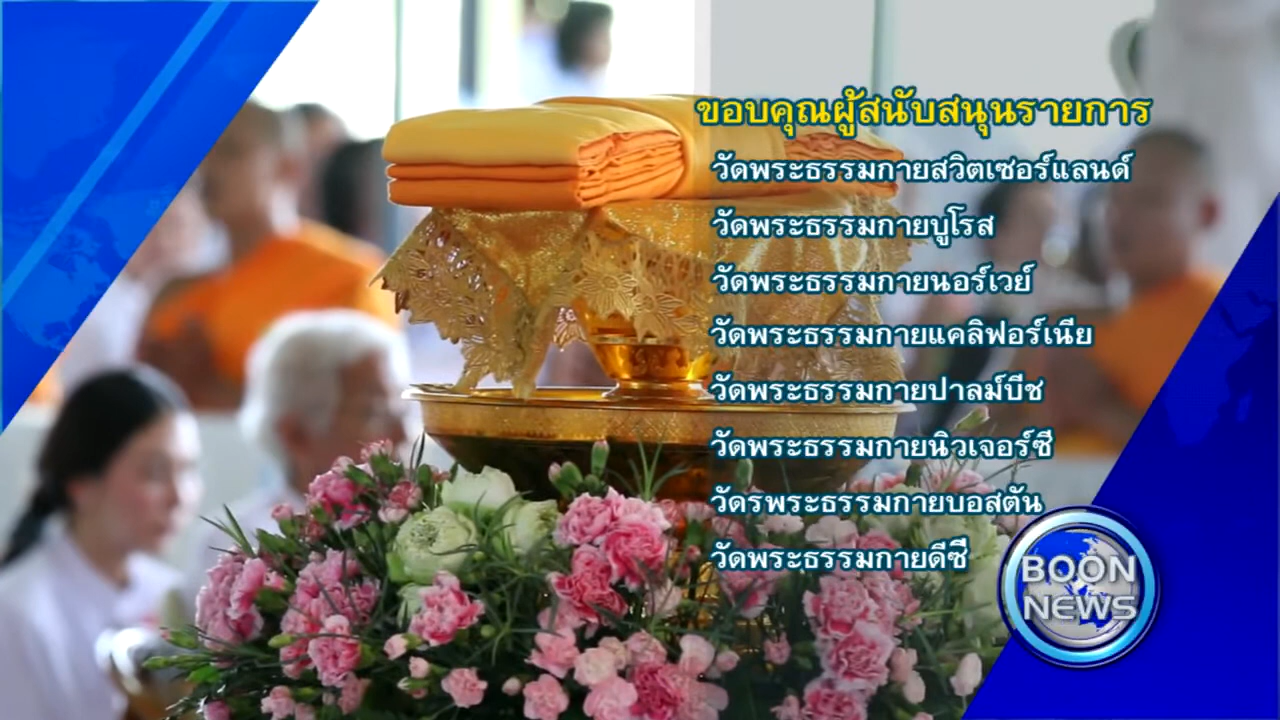 ขอบคุณผู้สนับสนุนรายการ
วัดพระธรรมกายสวิตเซอร์แลนด์
วัดพระธรรมกายบูโรส
วัดพระธรรมกายนอร์เวย์
วัดพระธรรมกายแคลิฟอร์เนีย
วัดพระธรรมกายปาลม์บีช
วัดพระธรรมกายนิวเจอร์ซี
วัดรพระธรรมกายบอสตัน
วัดพระธรรมกายดีซี
BOON
NEWS